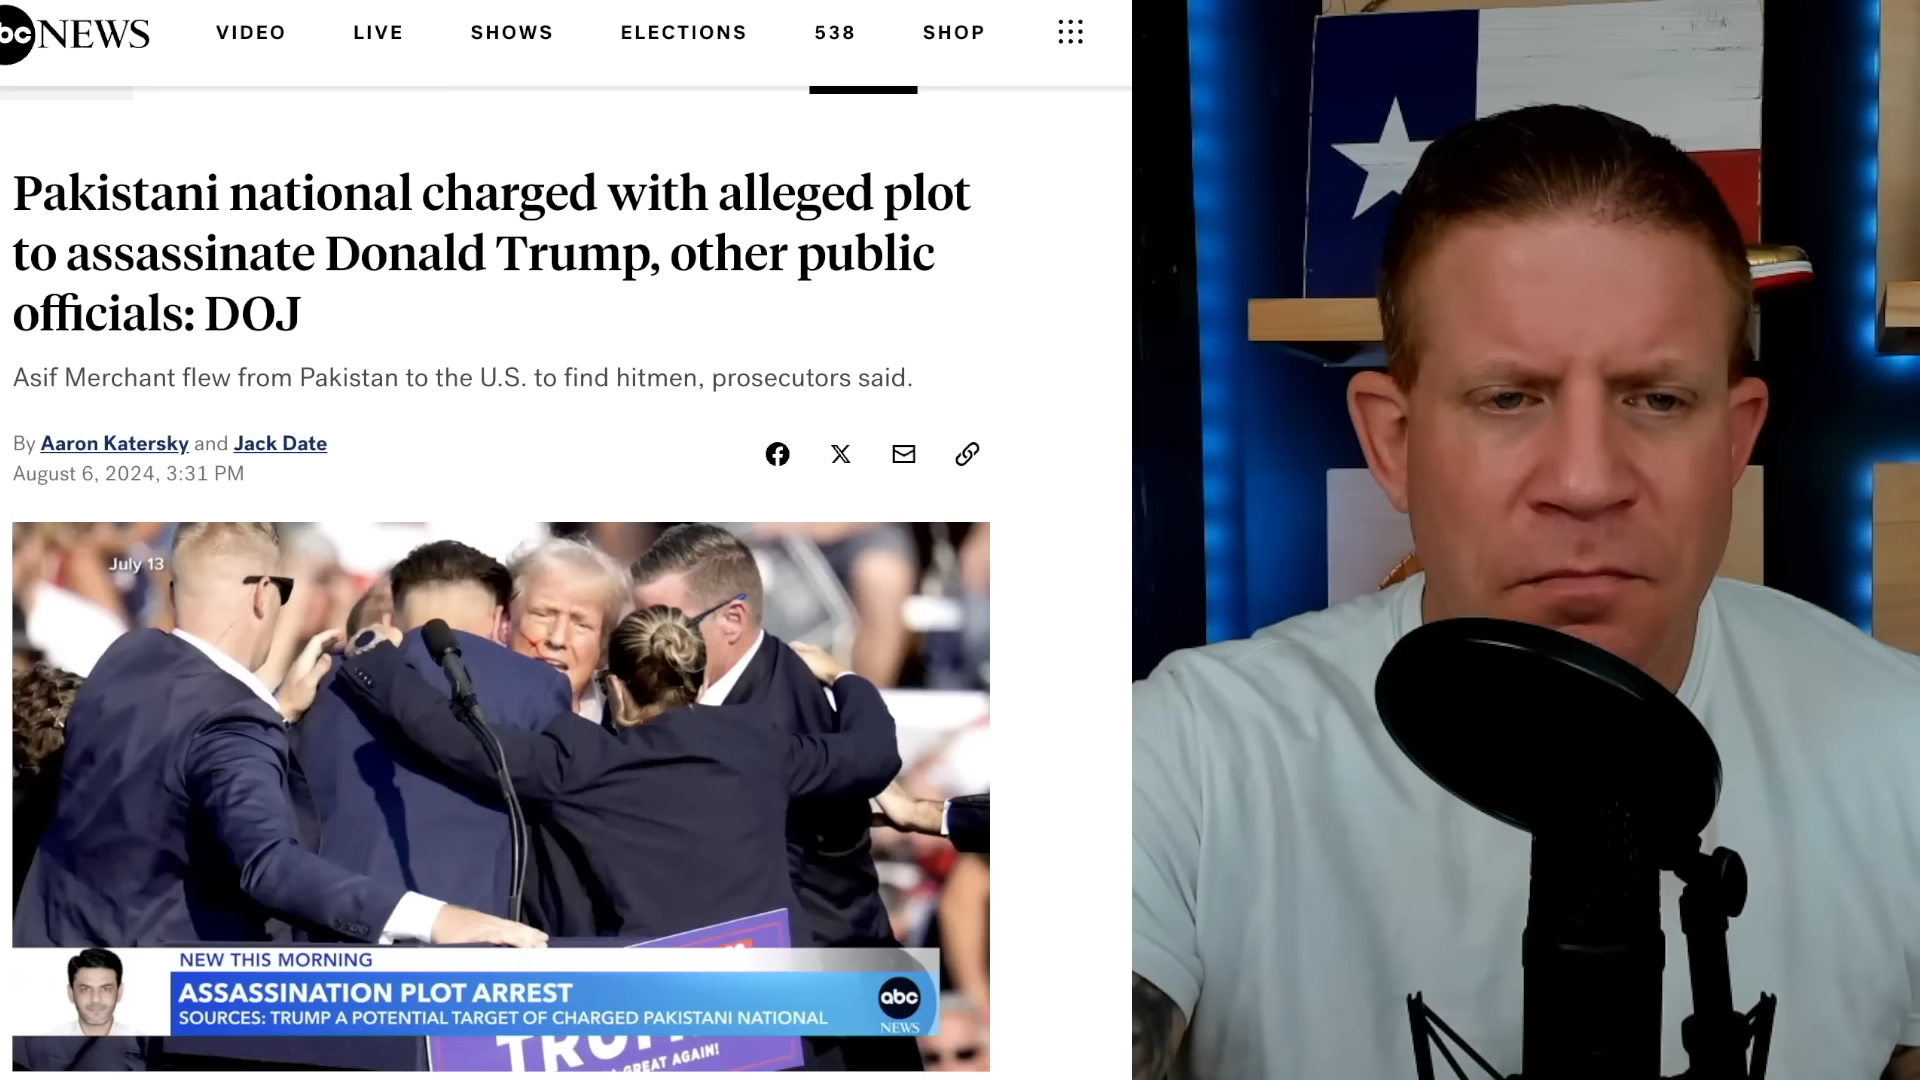 bc NEWS
VIDEO LIVE SHOWS ELECTIONS 538 SHOP
Pakistani national charged with alleged plot
to assassinate Donald Trump, other public
officials: DOJ
Asif Merchant flew from Pakistan to the U.S. to find hitmen, prosecutors said.
By Aaron Katersky and Jack Date
August 6, 2024, 3:31 PM
July 13
NEW THIS MORNING
ASSASSINATION PLOT ARREST
SOURCES: TRUMP A POTENTIAL TARGET OF CHARGED PAKISTANI NATIONAL
abc
NEWS
GREAT AGAIN!